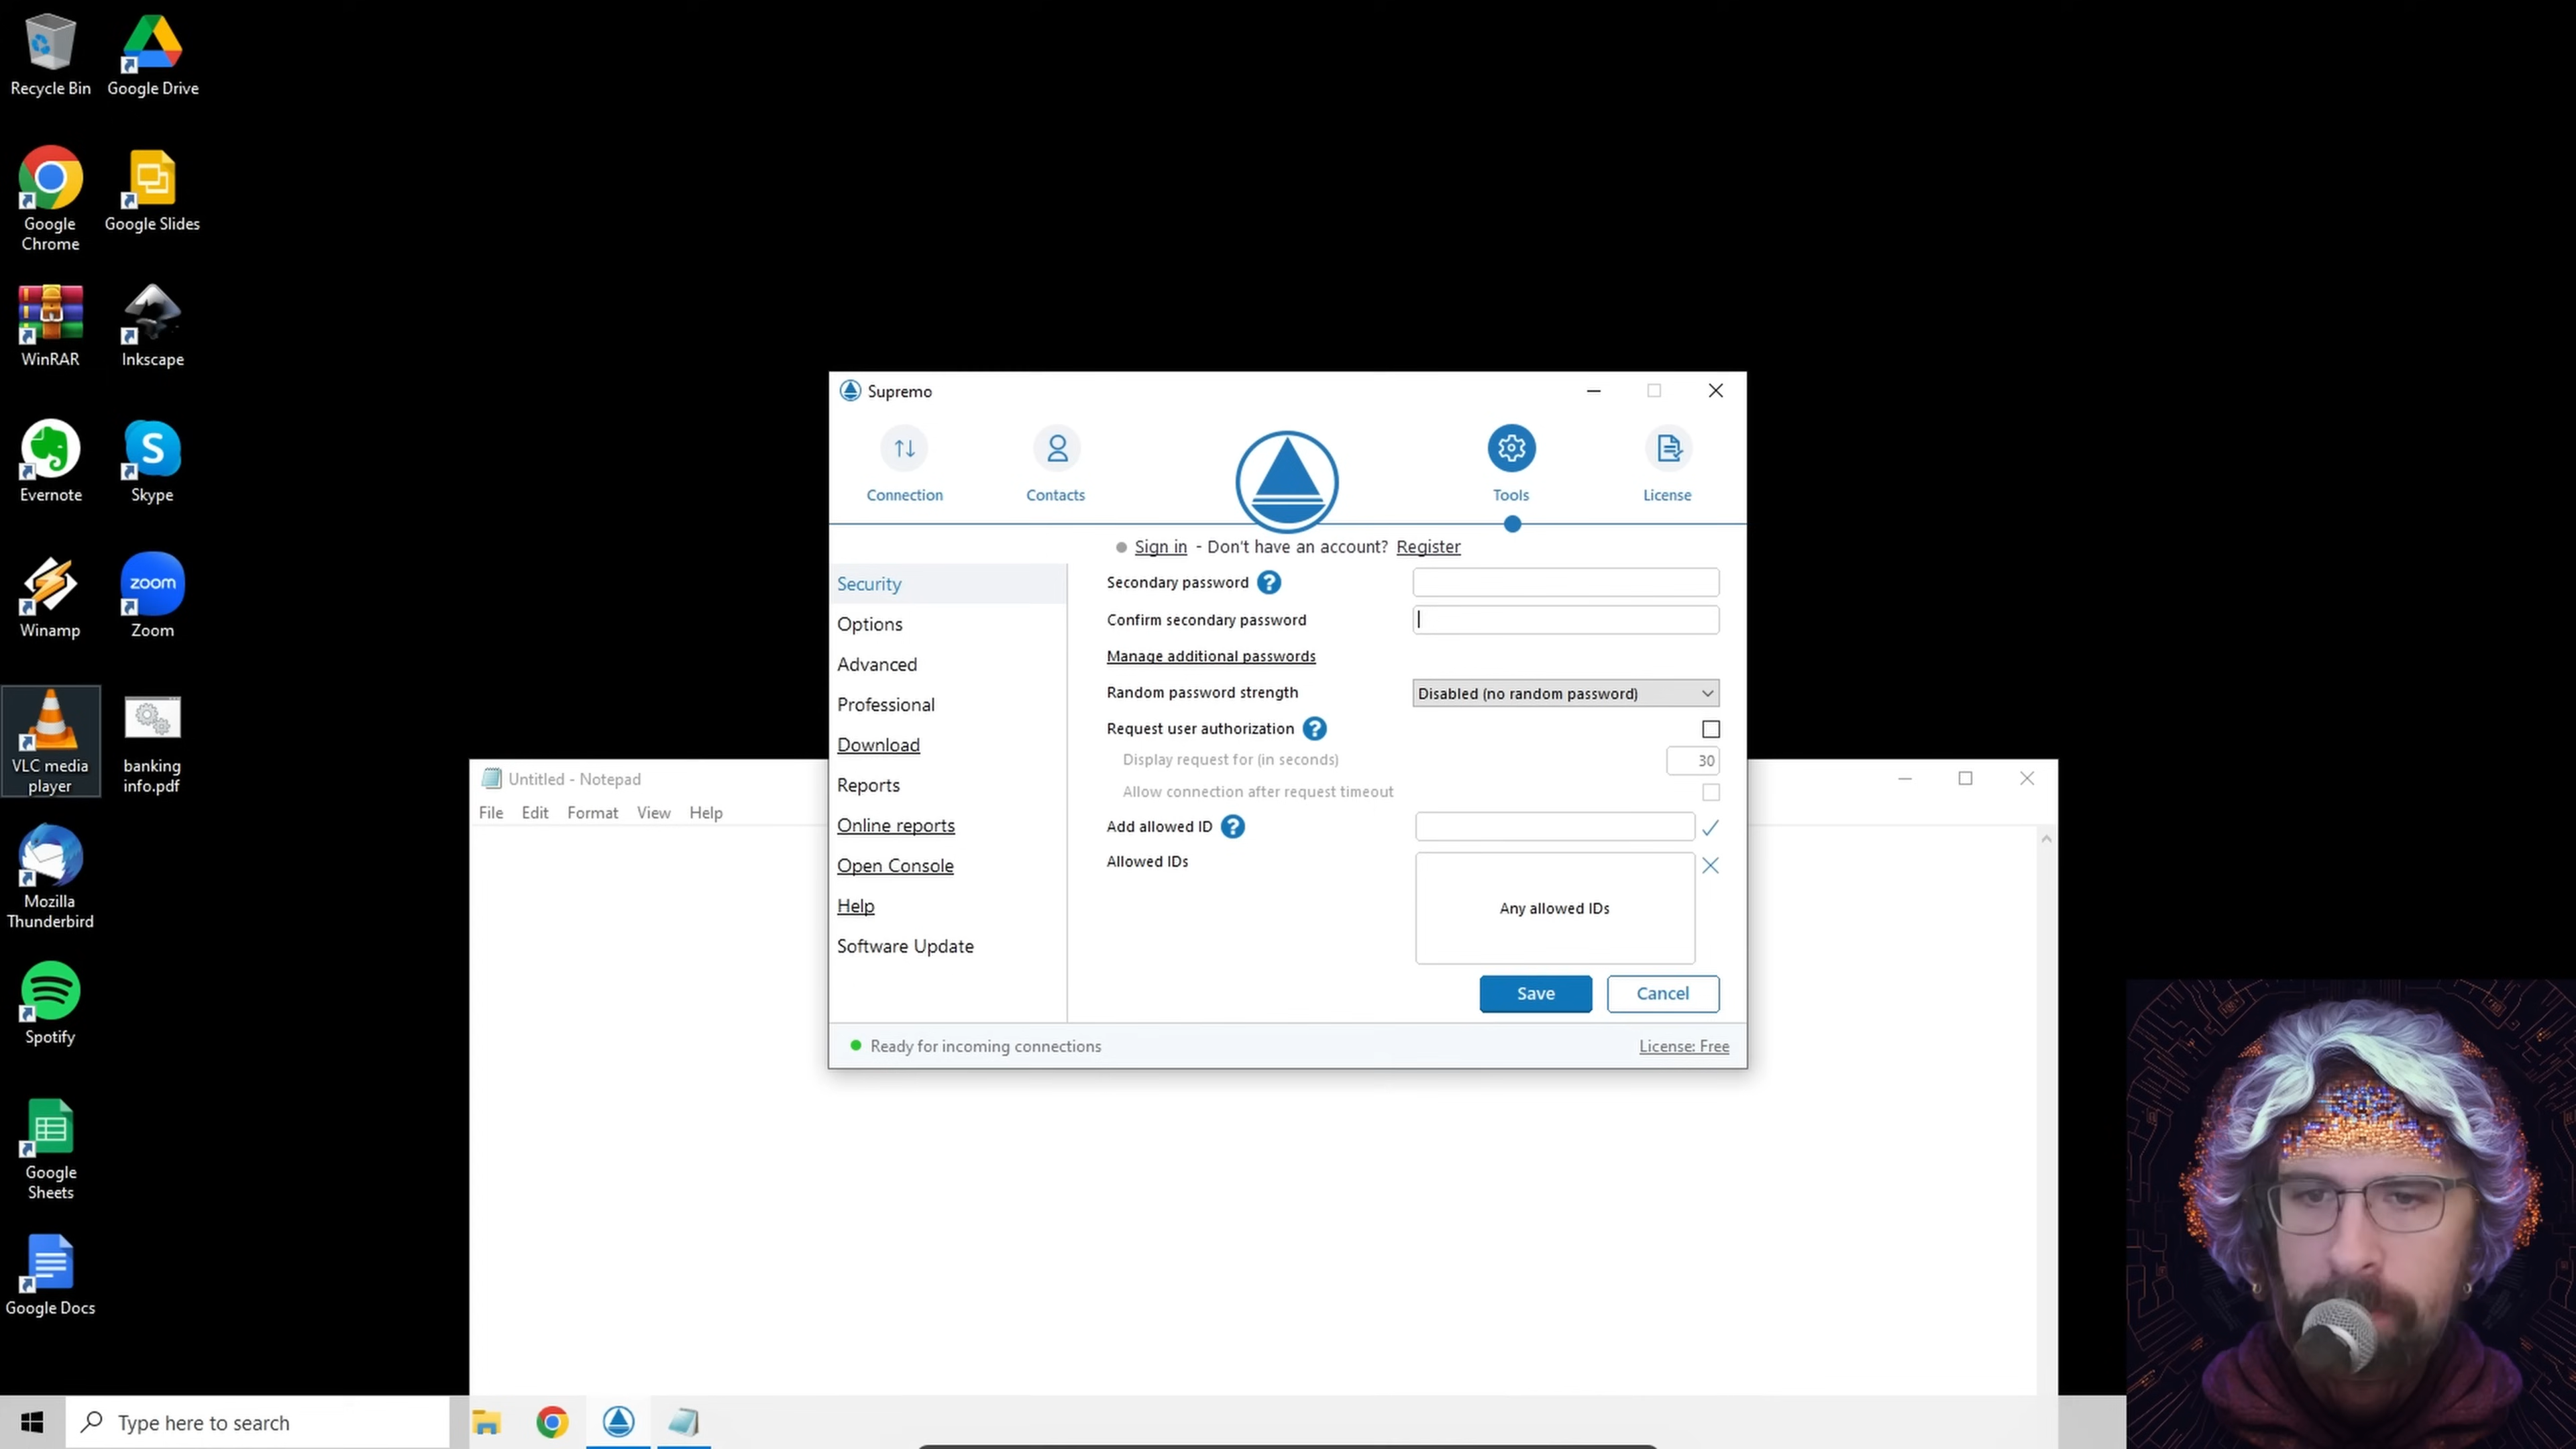 Recycle Bin
Google Drive
Google
Chrome
Google Slides
WinRAR
Inkscape
Evernote
Skype
Winamp
zoom
Zoom
VLC media
player
banking
info.pdf
Mozilla
Thunderbird
Spotify
Google
Sheets
Google Docs
Supremo
Connection
Contacts
Tools
License
Sign in - Don't have an account? Register
Security
Options
Advanced
Professional
Download
Reports
Online reports
Open Console
Help
Software Update
Secondary password ?
Confirm secondary password
Manage additional passwords
Random password strength
Disabled (no random password)
Request user authorization ?
Display request for (in seconds)
30
Allow connection after request timeout
Add allowed ID ?
Allowed IDs
Any allowed IDs
Save
Cancel
Ready for incoming connections
License: Free
Untitled - Notepad
File Edit Format View Help
Type here to search